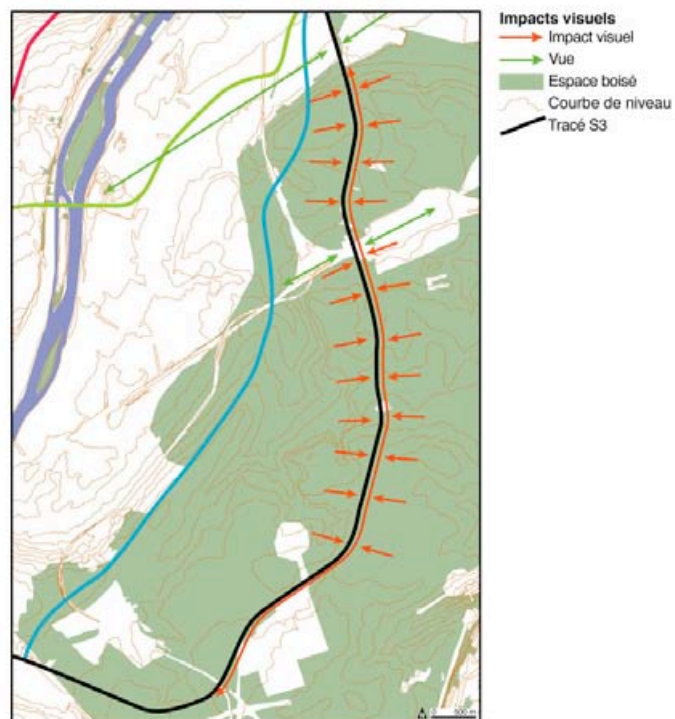 Impacts visuels
Impact visuel
Vue
Espace boisé
Courbe de niveau
Tracé S3